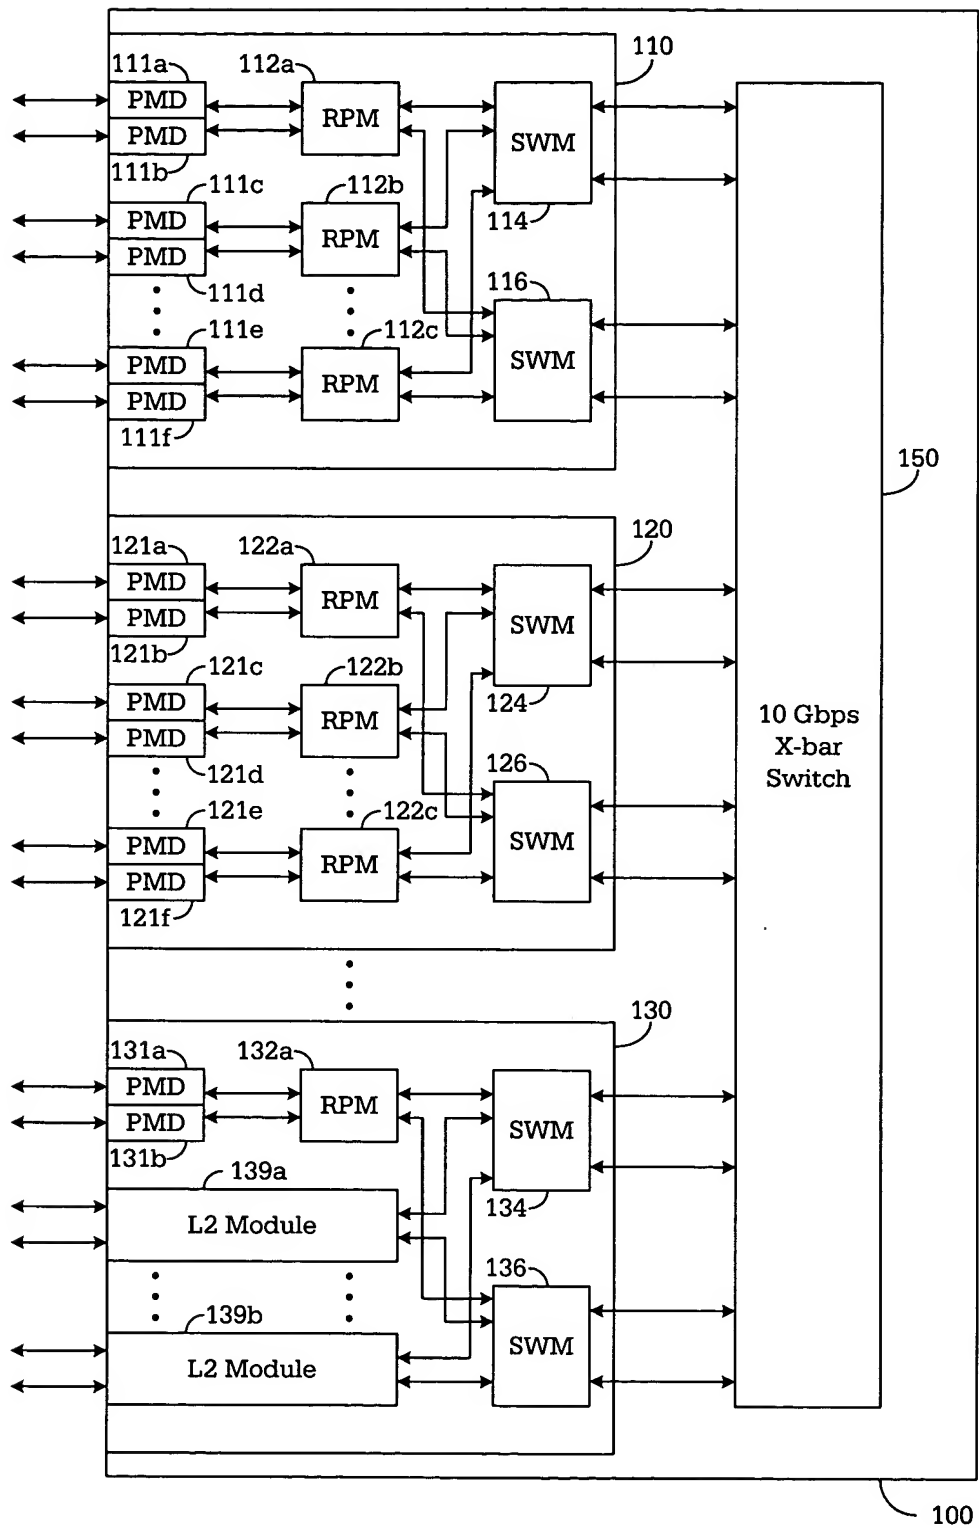 110
111a
112a
PMD
RPM
SWM
PMD
111b
111c
112b
114
PMD
RPM
PMD
111d
116
111e
112c
PMD
RPM
SWM
PMD
111f
150
120
121a
122a
PMD
RPM
SWM
PMD
121b
121c
122b
124
PMD
RPM
PMD
121d
126
121e
122c
PMD
RPM
SWM
PMD
121f
10 Gbps
X-bar
Switch
130
131a
132a
PMD
RPM
SWM
PMD
131b
139a
134
L2 Module
136
139b
L2 Module
SWM
100